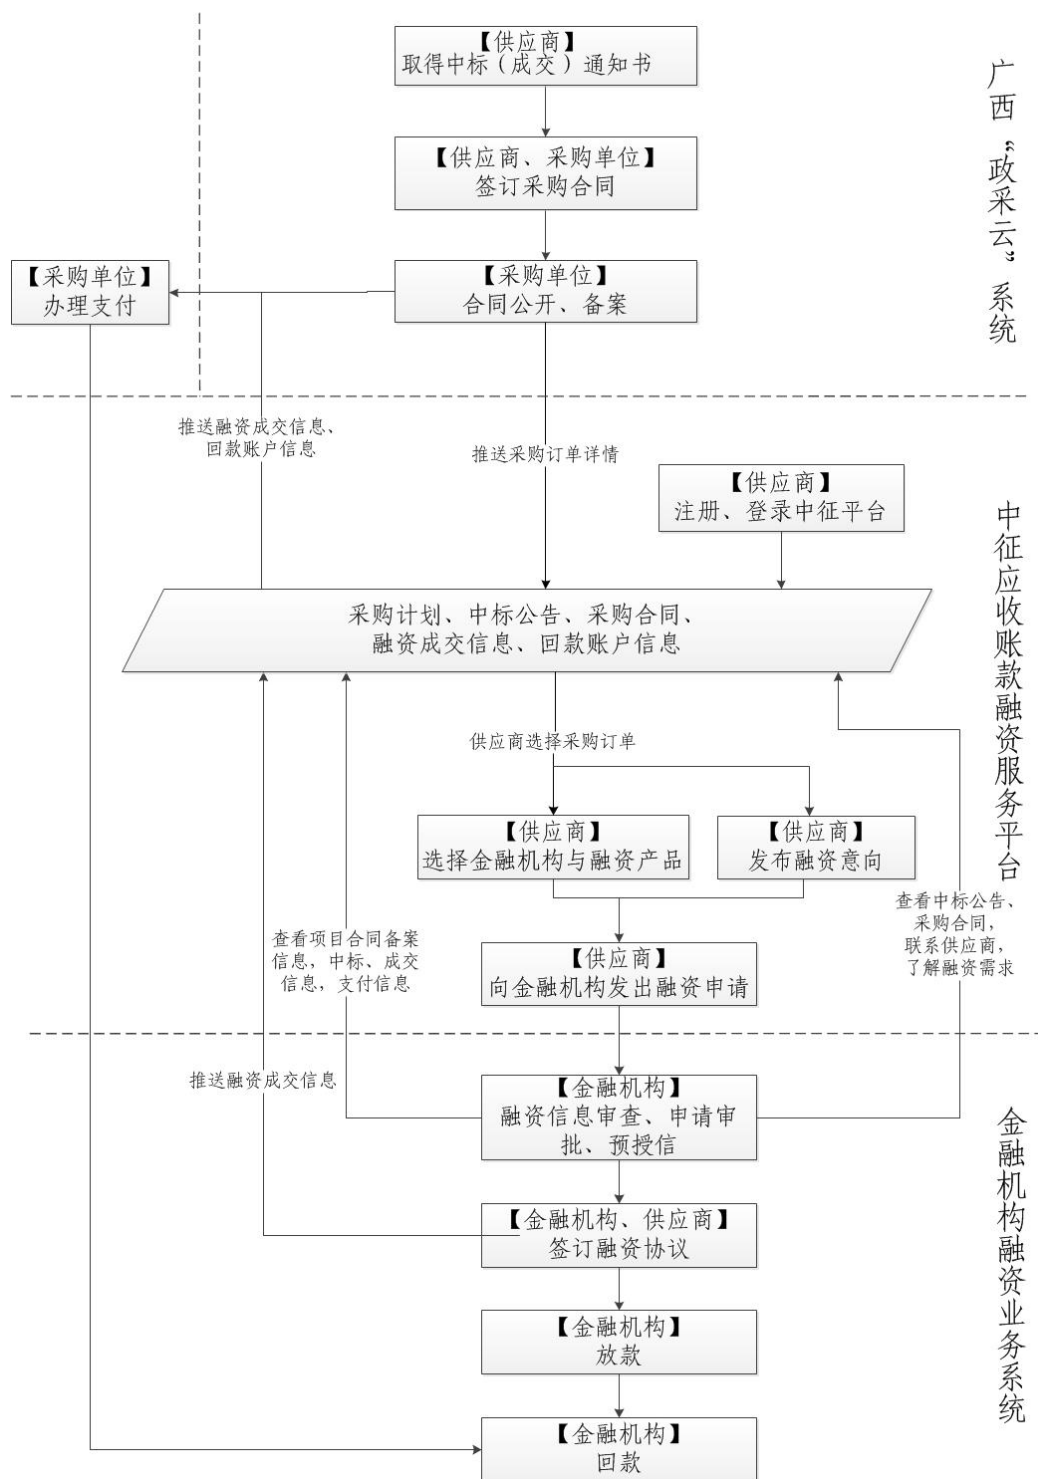 【供应商】
取得中标（成交）通知书
广西“政采云”系统
【供应商、采购单位】
签订采购合同
【采购单位】
办理支付
【采购单位】
合同公开、备案
推送融资成交信息、
回款账户信息
推送采购订单详情
【供应商】
注册、登录中征平台
中征应收账款融资服务平台
采购计划、中标公告、采购合同、
融资成交信息、回款账户信息
供应商选择采购订单
【供应商】
选择金融机构与融资产品
【供应商】
发布融资意向
查看中标公告、
采购合同，
联系供应商，
了解融资需求
查看项目合同备案
信息，中标、成交
信息，支付信息
【供应商】
向金融机构发出融资申请
推送融资成交信息
【金融机构】
融资信息审查、申请审
批、预授信
金融机构融资业务系统
【金融机构、供应商】
签订融资协议
【金融机构】
放款
【金融机构】
回款